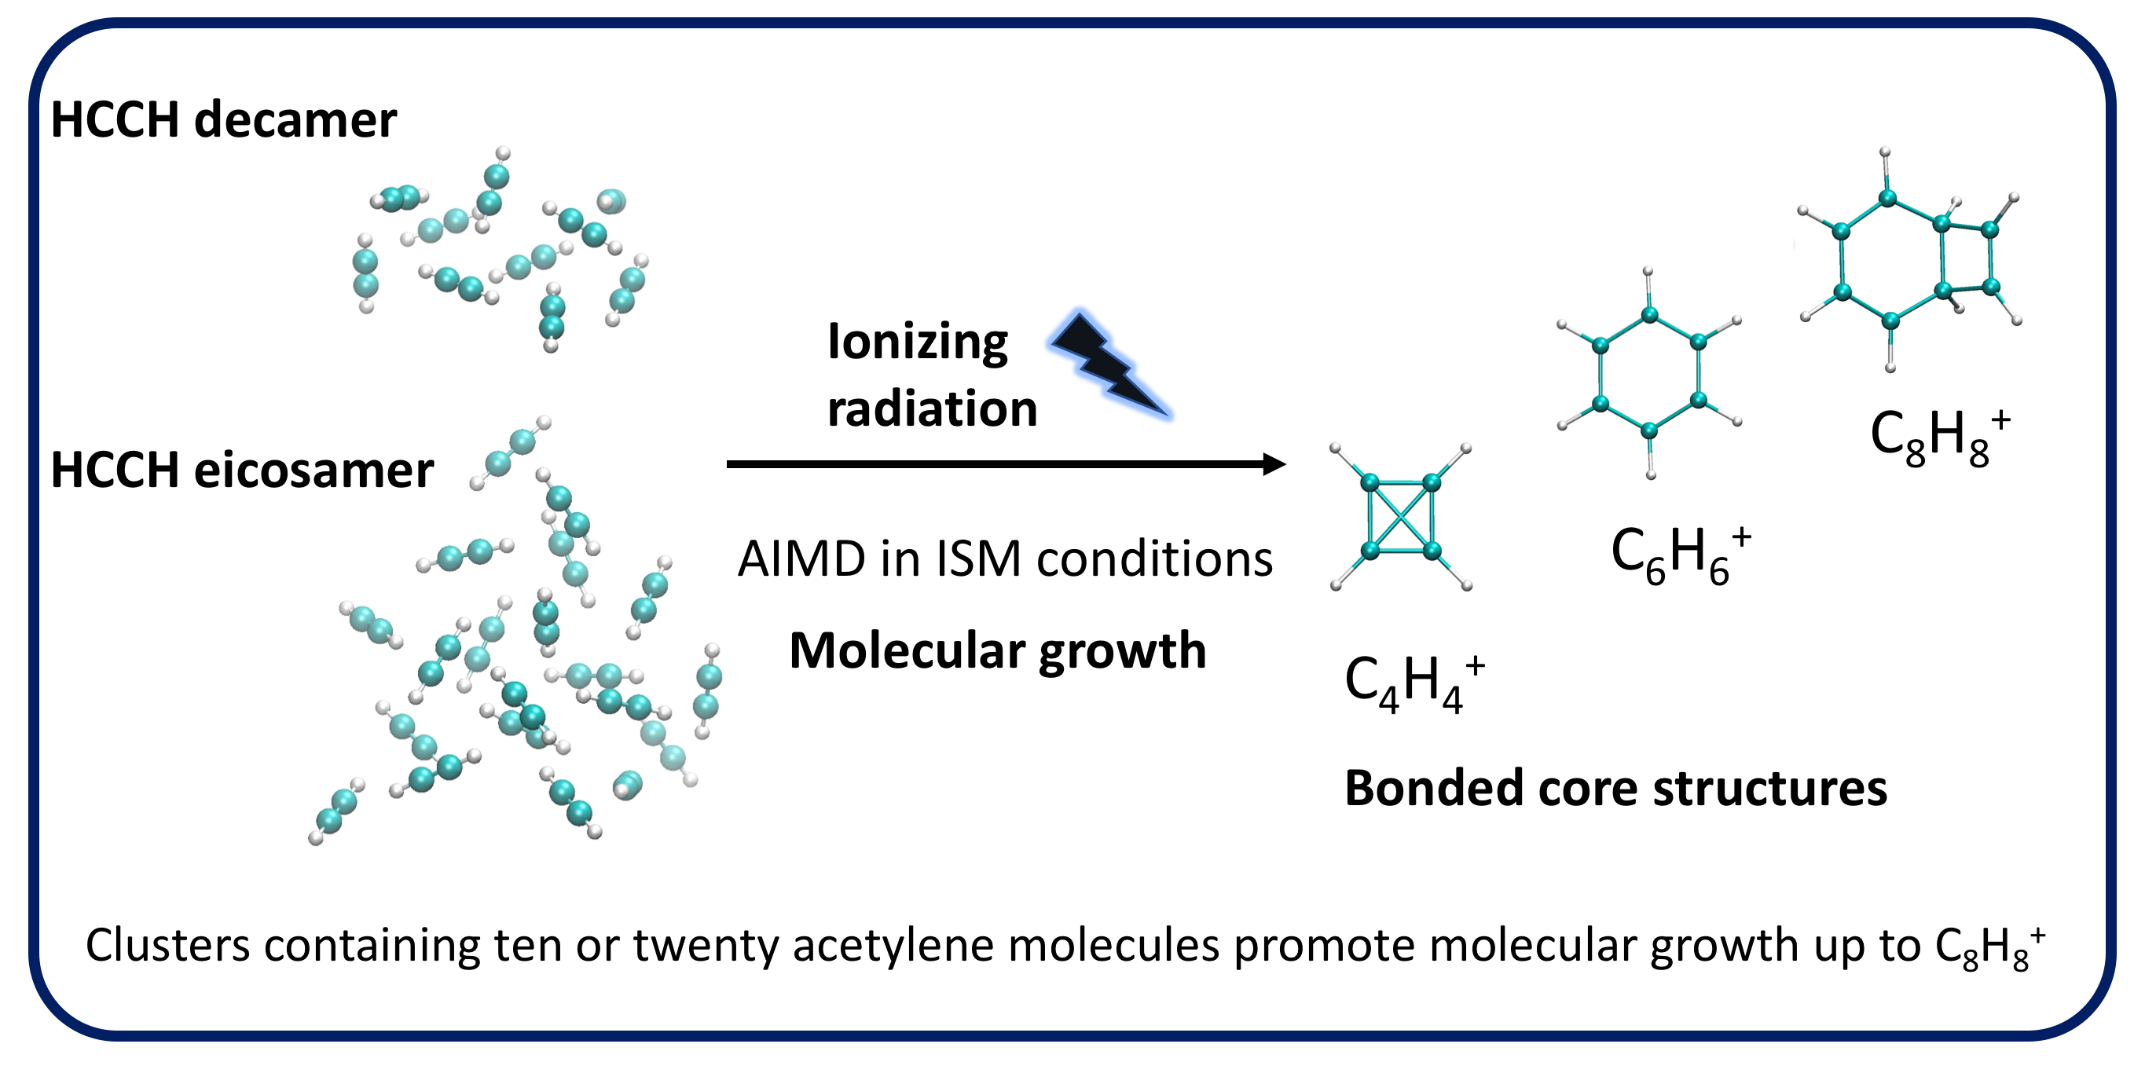 HCCH decamer
HCCH eicosamer
Ionizing
radiation
AIMD in ISM conditions
Molecular growth
C₄H₄⁺
C₆H₆⁺
C₈H₈⁺
Bonded core structures
Clusters containing ten or twenty acetylene molecules promote molecular growth up to C₈H₈⁺